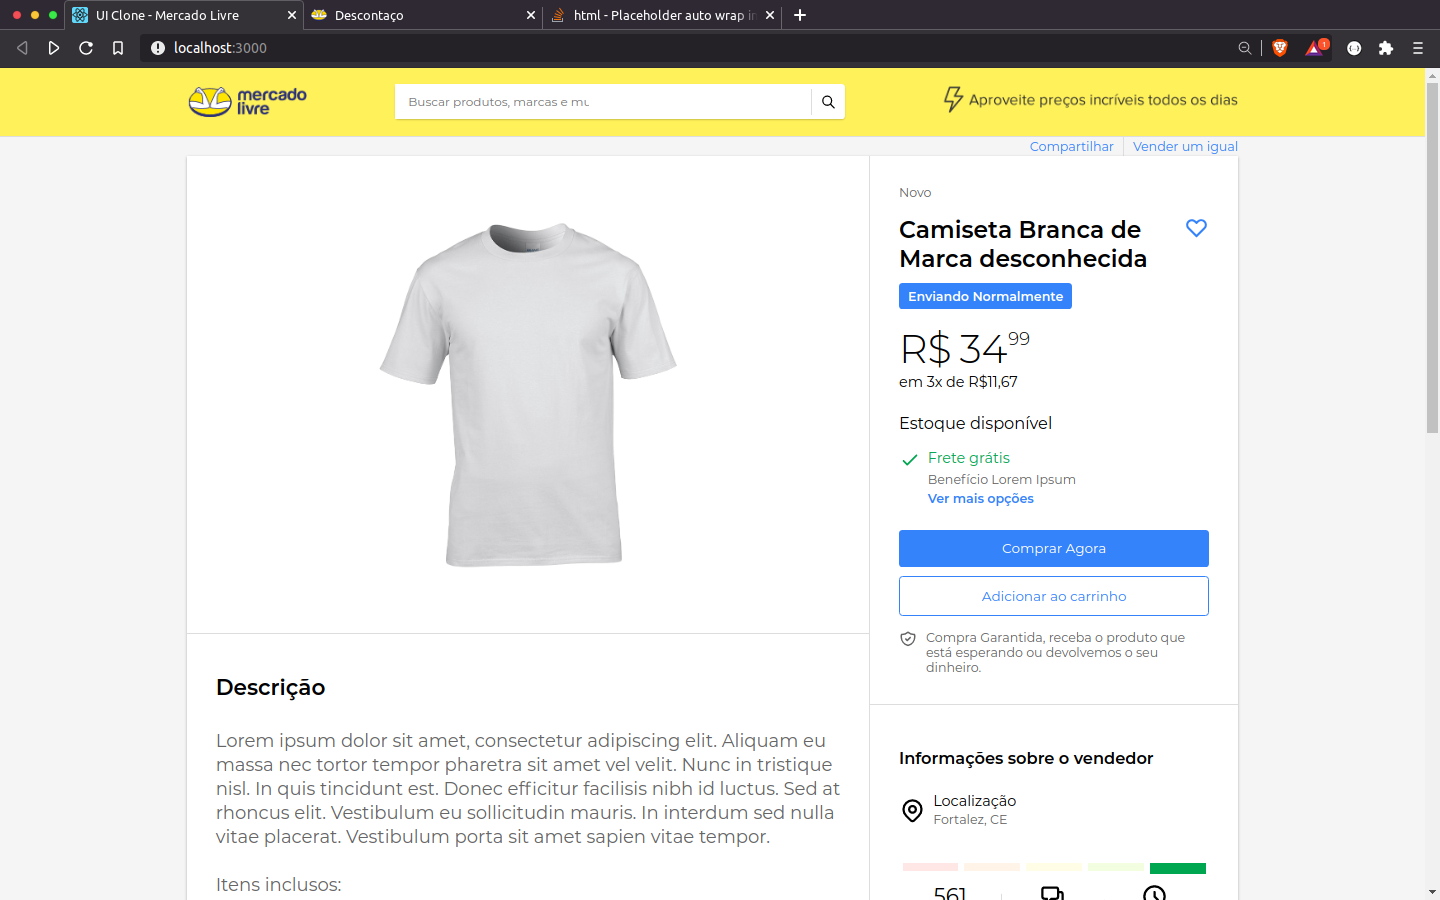 UI Clone - Mercado Livre
Descontaço
html - Placeholder auto wrap in
localhost:3000
1
mercado
livre
Buscar produtos, marcas e mu
Aproveite preços incríveis todos os dias
Compartilhar
Vender um igual
Novo
Camiseta Branca de
Marca desconhecida
Enviando Normalmente
R$ 34 99
em 3x de R$11,67
Estoque disponível
Frete grátis
Benefício Lorem Ipsum
Ver mais opções
Comprar Agora
Adicionar ao carrinho
Compra Garantida, receba o produto que
está esperando ou devolvemos o seu
dinheiro.
Descrição
Lorem ipsum dolor sit amet, consectetur adipiscing elit. Aliquam eu
massa nec tortor tempor pharetra sit amet vel velit. Nunc in tristique
nisl. In quis tincidunt est. Donec efficitur facilisis nibh id luctus. Sed at
rhoncus elit. Vestibulum eu sollicitudin mauris. In interdum sed nulla
vitae placerat. Vestibulum porta sit amet sapien vitae tempor.
Itens inclusos:
Informações sobre o vendedor
Localização
Fortalez, CE
561